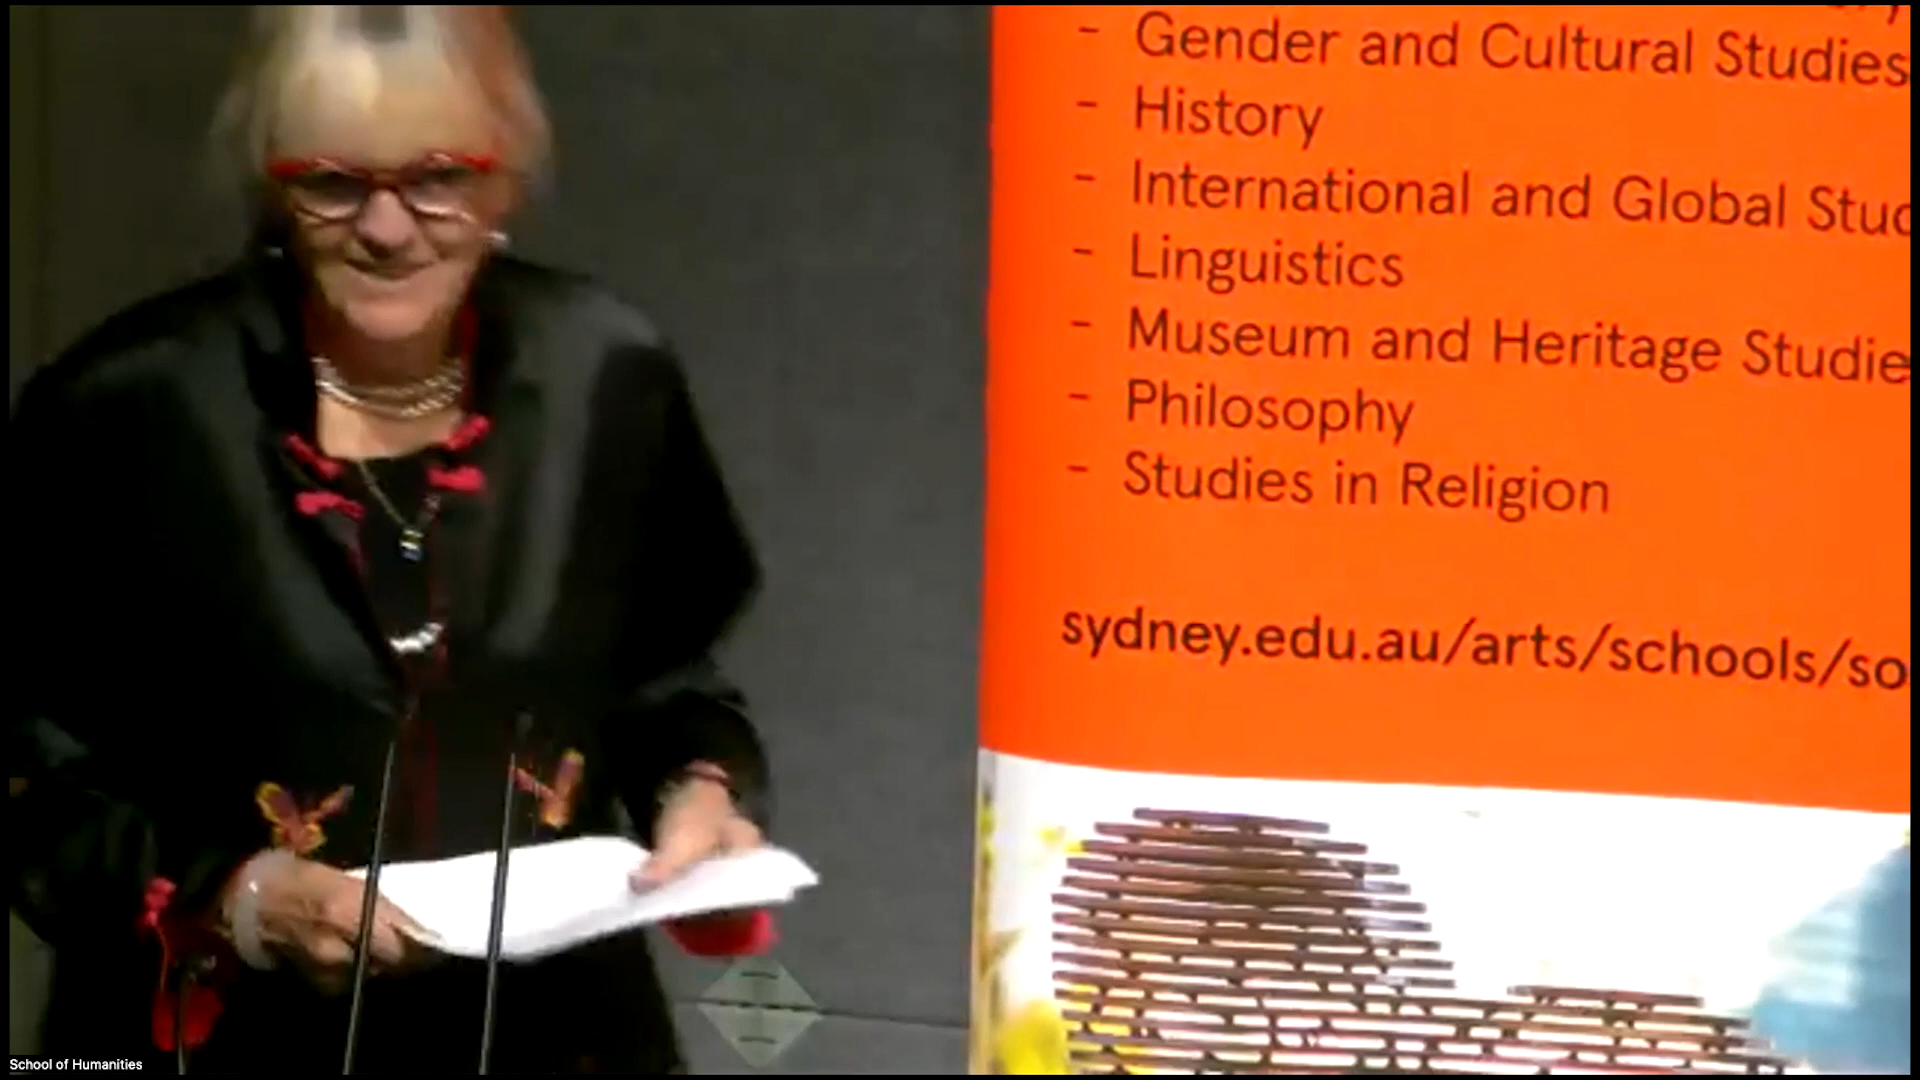 - Gender and Cultural Studies
- History
- International and Global Stud
- Linguistics
- Museum and Heritage Studie
- Philosophy
- Studies in Religion
sydney.edu.au/arts/schools/so
School of Humanities